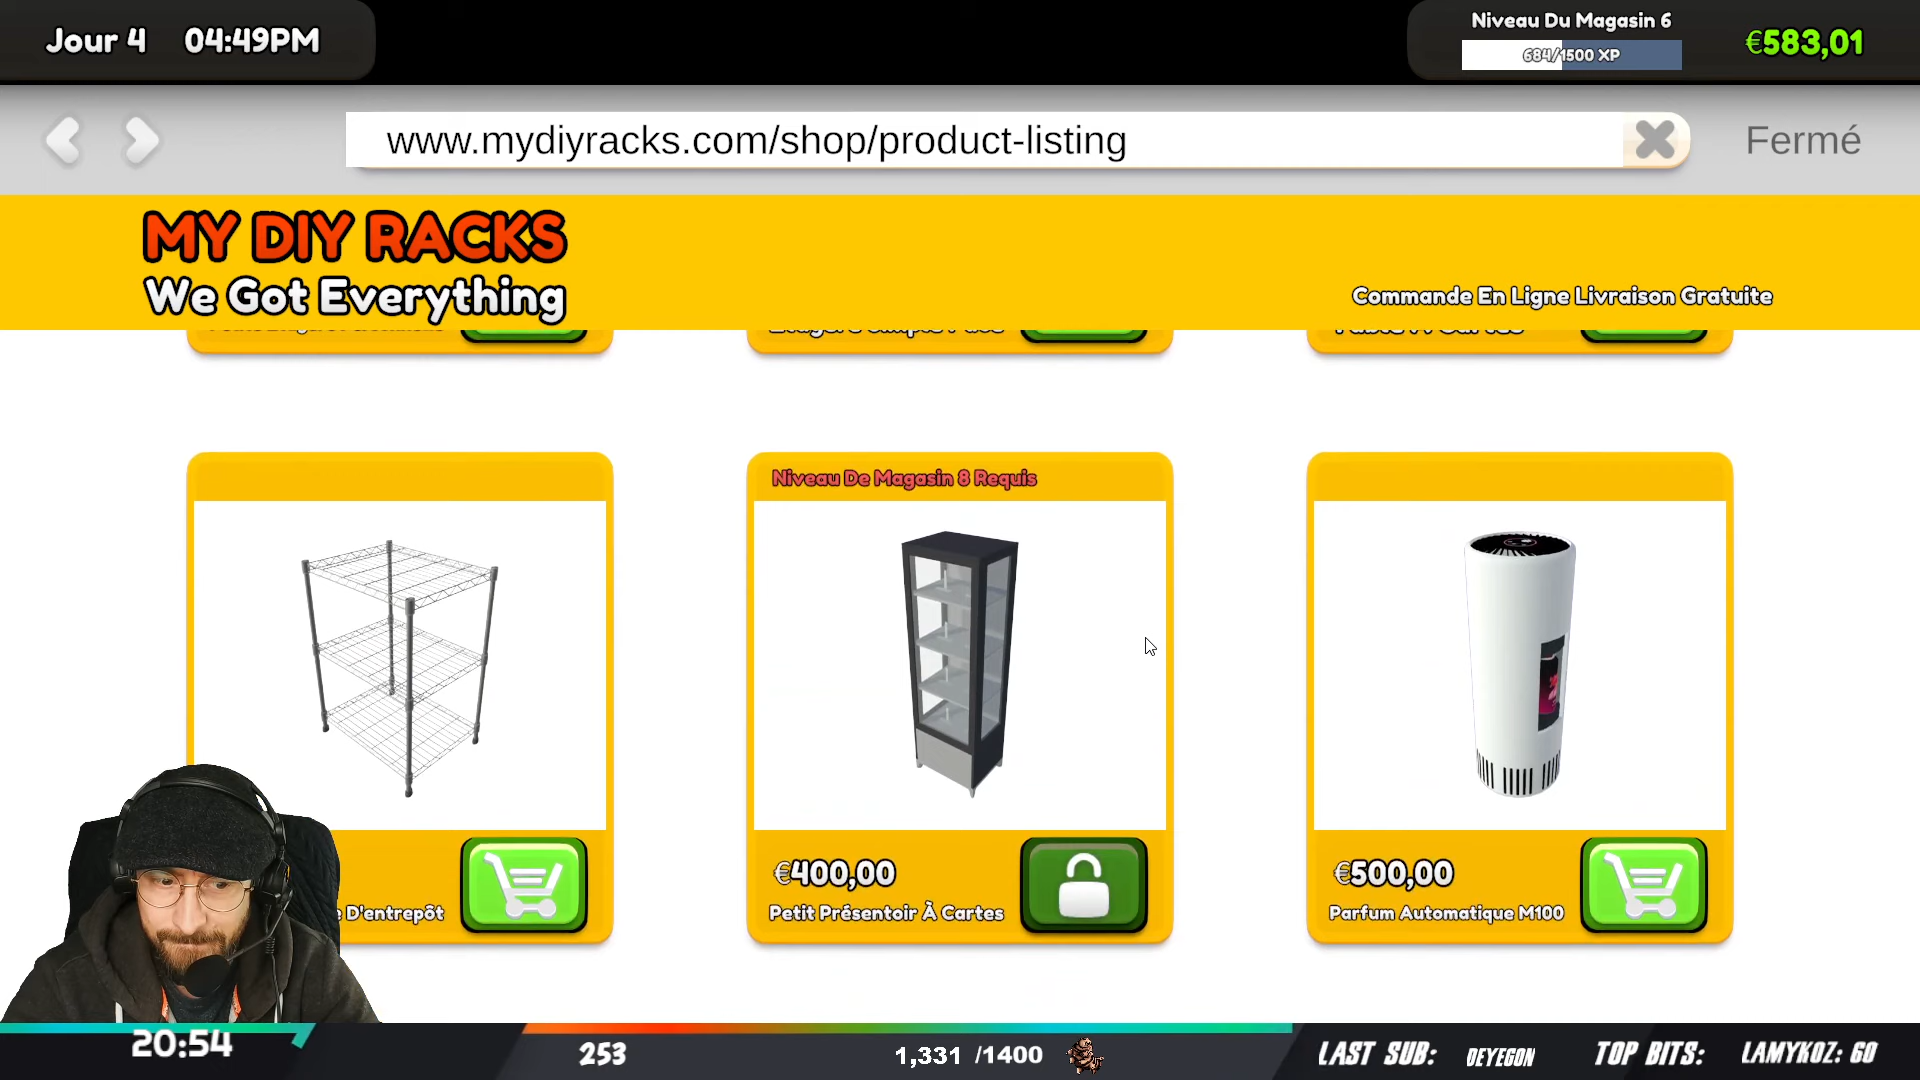 Jour 4 04:49PM
Niveau Du Magasin 6
684/1500 XP
€583,01
www.mydiyracks.com/shop/product-listing
Fermé
MY DIY RACKS
We Got Everything
Commande En Ligne Livraison Gratuite
Niveau De Magasin 8 Requis
€400,00
€500,00
D'entrepôt
Petit Présentoir À Cartes
Parfum Automatique M100
20:54
253
1,331 /1400
LAST SUB: DEYEGON
TOP BITS: LAMYKOZ: 60